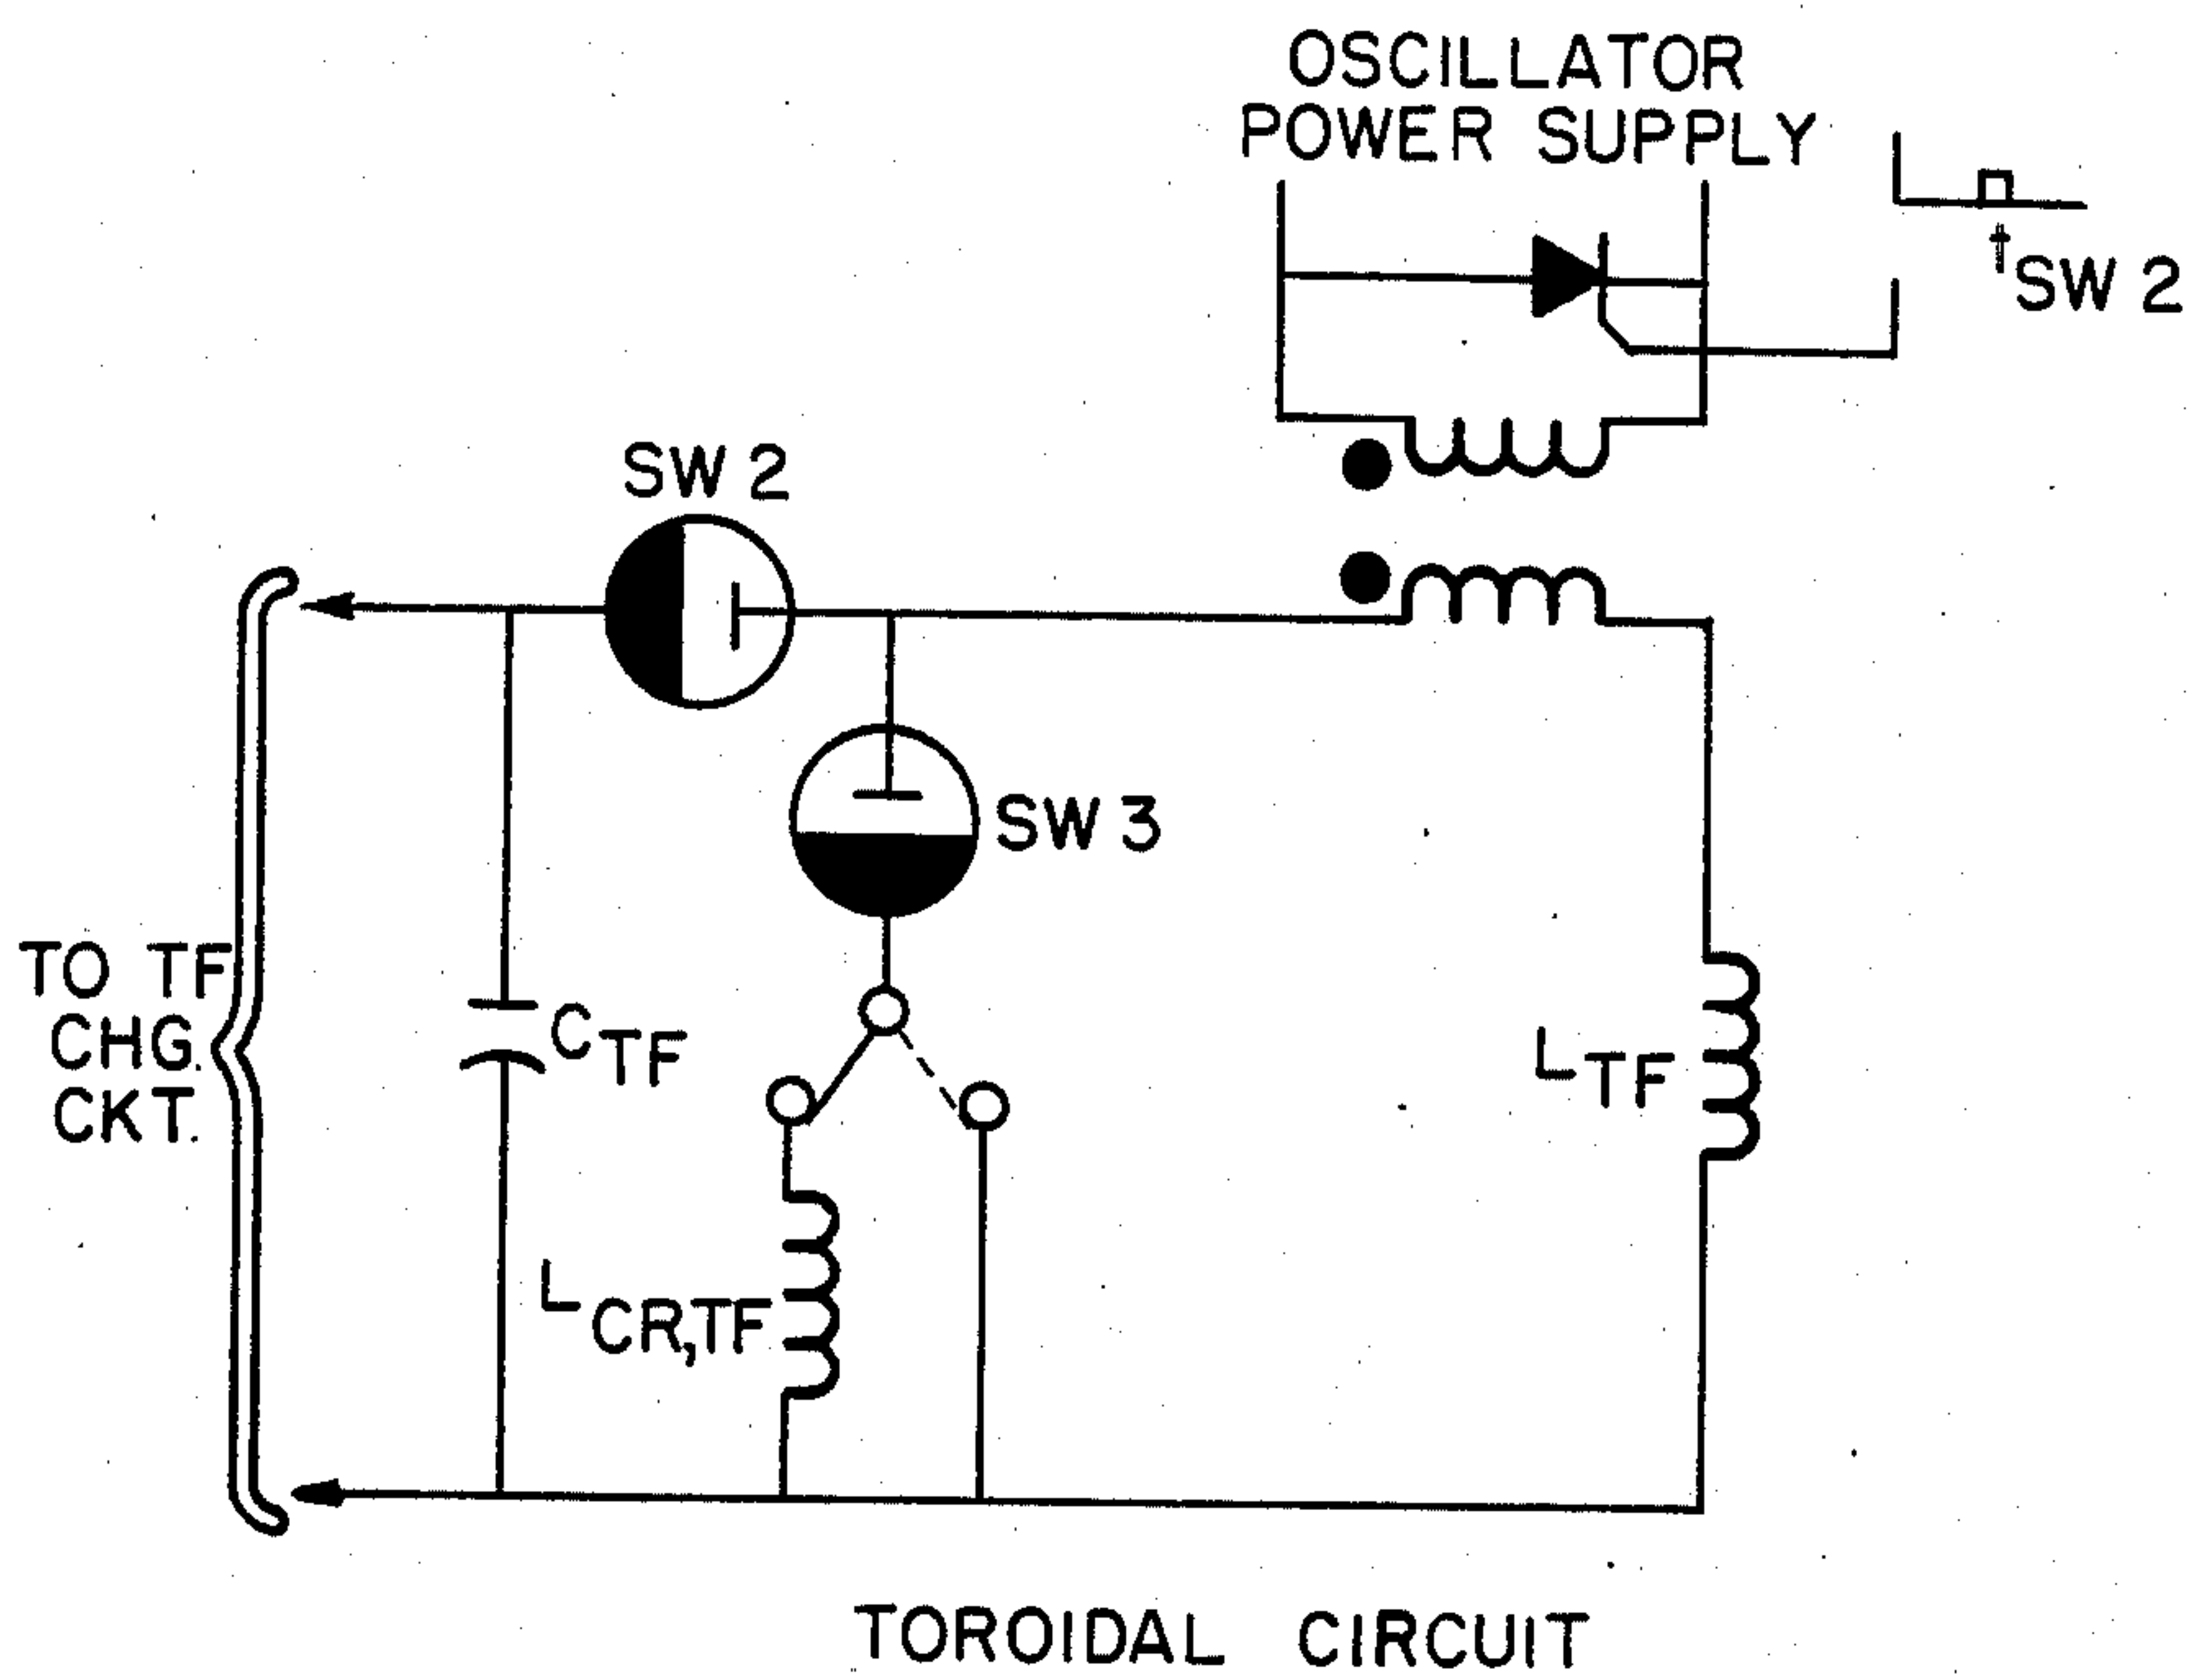 OSCILLATOR
POWER SUPPLY
tSW 2
SW 2
SW 3
TO TF
CHG.
CKT.
CTF
LTF
LCR,TF
TOROIDAL CIRCUIT